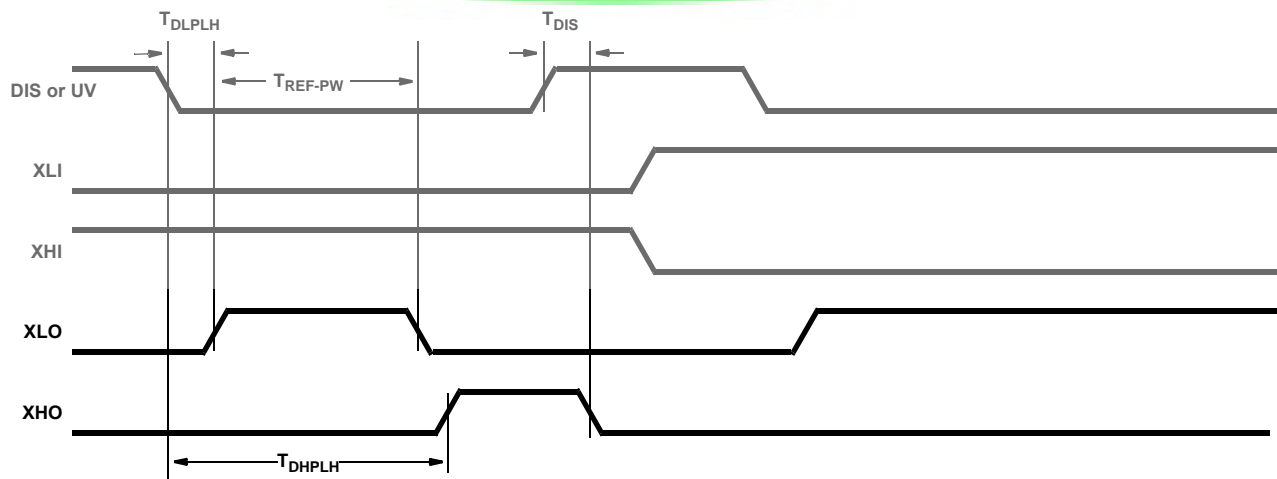 TDLPLH
TDIS
DIS or UV
TREF-PW
XLI
XHI
XLO
XHO
TDHPLH